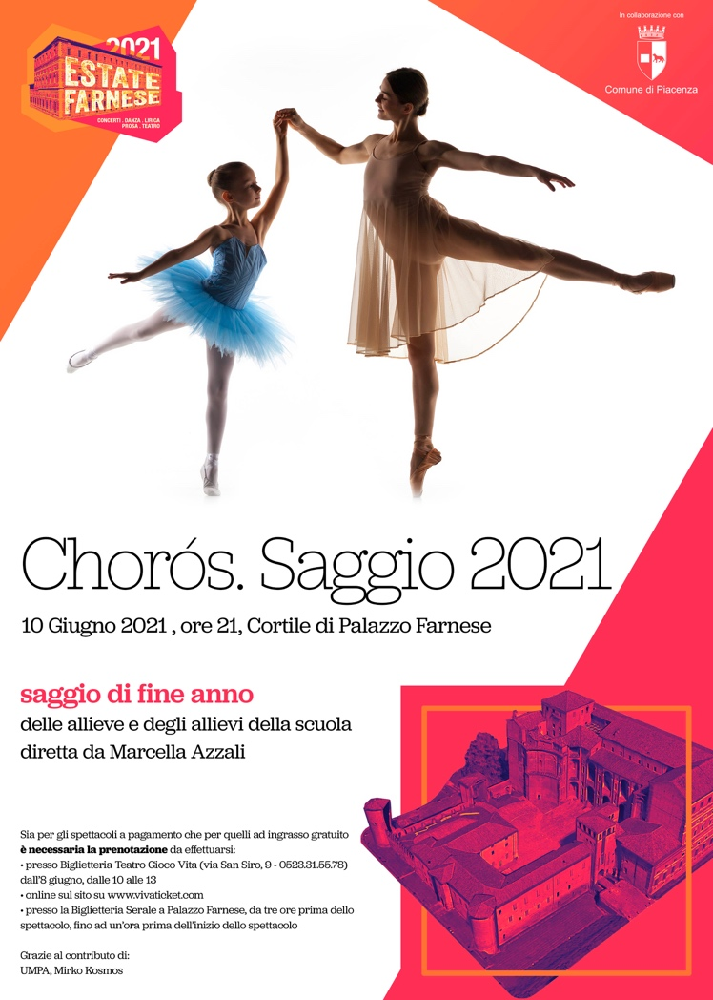 2021
ESTATE
FARNESE
CONCERTI . DANZA . LIRICA
PROSA . TEATRO
In collaborazione con
Comune di Piacenza
Chorós. Saggio 2021
10 Giugno 2021 , ore 21, Cortile di Palazzo Farnese
saggio di fine anno
delle allieve e degli allievi della scuola
diretta da Marcella Azzali
Sia per gli spettacoli a pagamento che per quelli ad ingrasso gratuito
è necessaria la prenotazione da effettuarsi:
• presso Biglietteria Teatro Gioco Vita (via San Siro, 9 - 0523.31.55.78)
dall'8 giugno, dalle 10 alle 13
• online sul sito su www.vivaticket.com
• presso la Biglietteria Serale a Palazzo Farnese, da tre ore prima dello
spettacolo, fino ad un'ora prima dell'inizio dello spettacolo
Grazie al contributo di:
UMPA, Mirko Kosmos